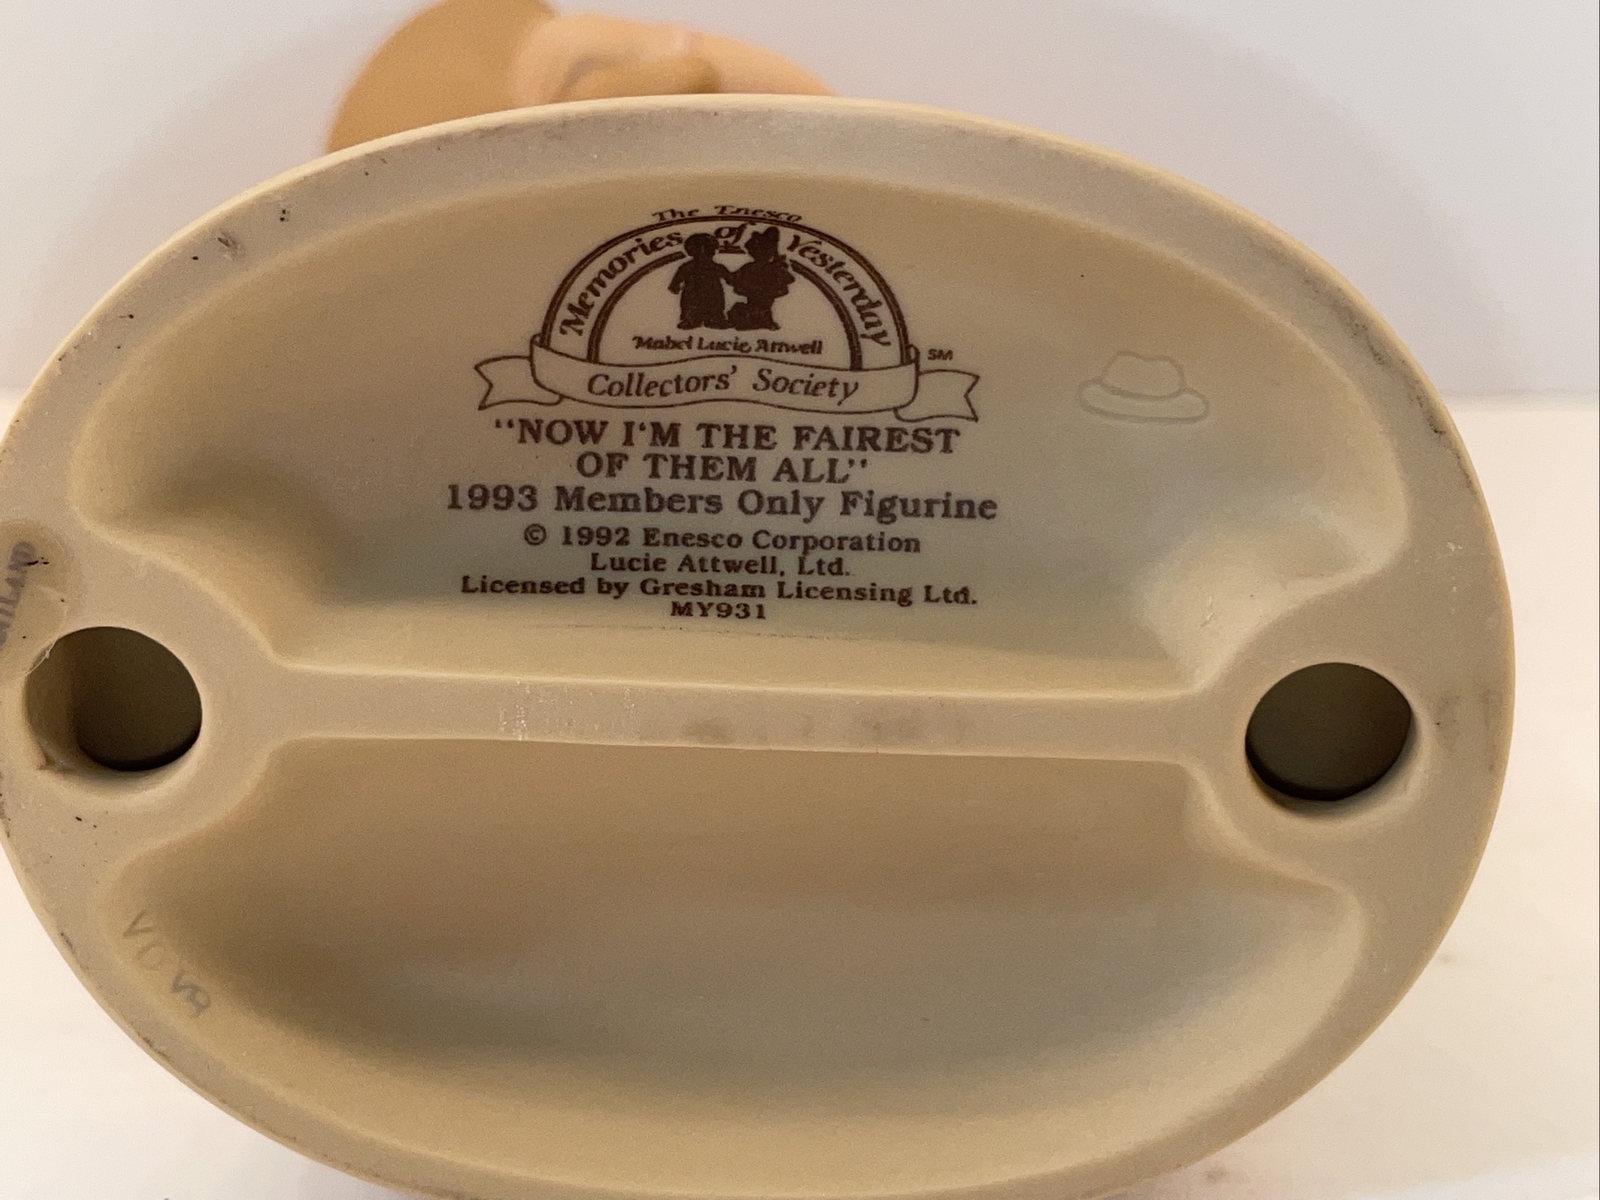 The Enesco
Memories of Yesterday
Mabel Lucie Attwell
SM
Collectors' Society
"NOW I'M THE FAIREST
OF THEM ALL"
1993 Members Only Figurine
© 1992 Enesco Corporation
Lucie Attwell, Ltd.
Licensed by Gresham Licensing Ltd.
MY931